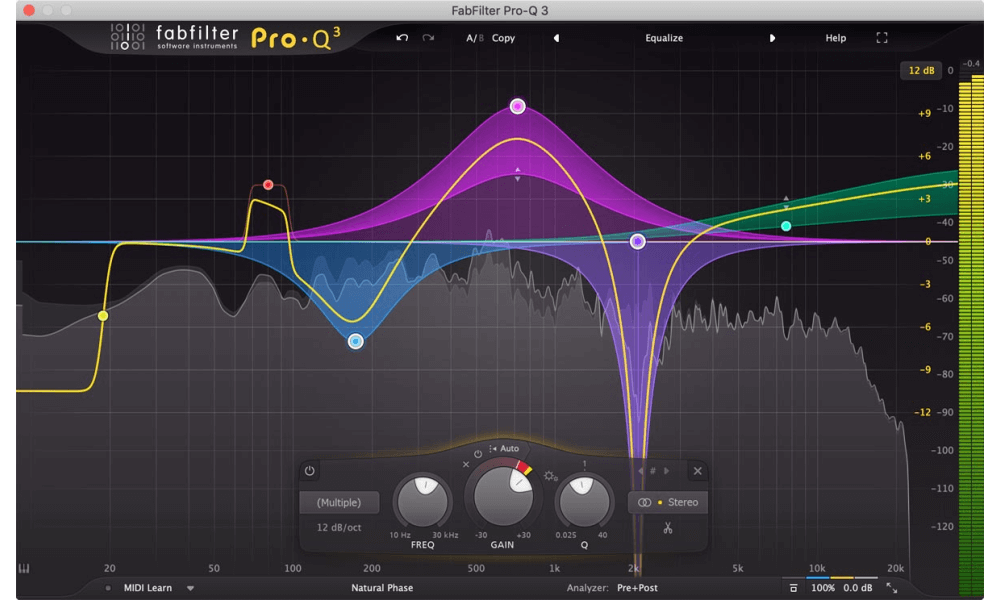 FabFilter Pro-Q 3
fabfilter
software instruments
Pro·Q³
A/B Copy
Equalize
Help
12 dB
0
-0.4
+9
-10
-20
+6
-30
+3
-40
0
-50
-3
-60
-6
-70
-80
-9
-12
-90
-100
-110
-120
Auto
1
#
(Multiple)
12 dB/oct
10 Hz
30 kHz
FREQ
-30
+30
GAIN
0.025
40
Q
Stereo
20
50
100
200
500
1k
2k
5k
10k
20k
MIDI Learn
Natural Phase
Analyzer: Pre+Post
100%
0.0 dB